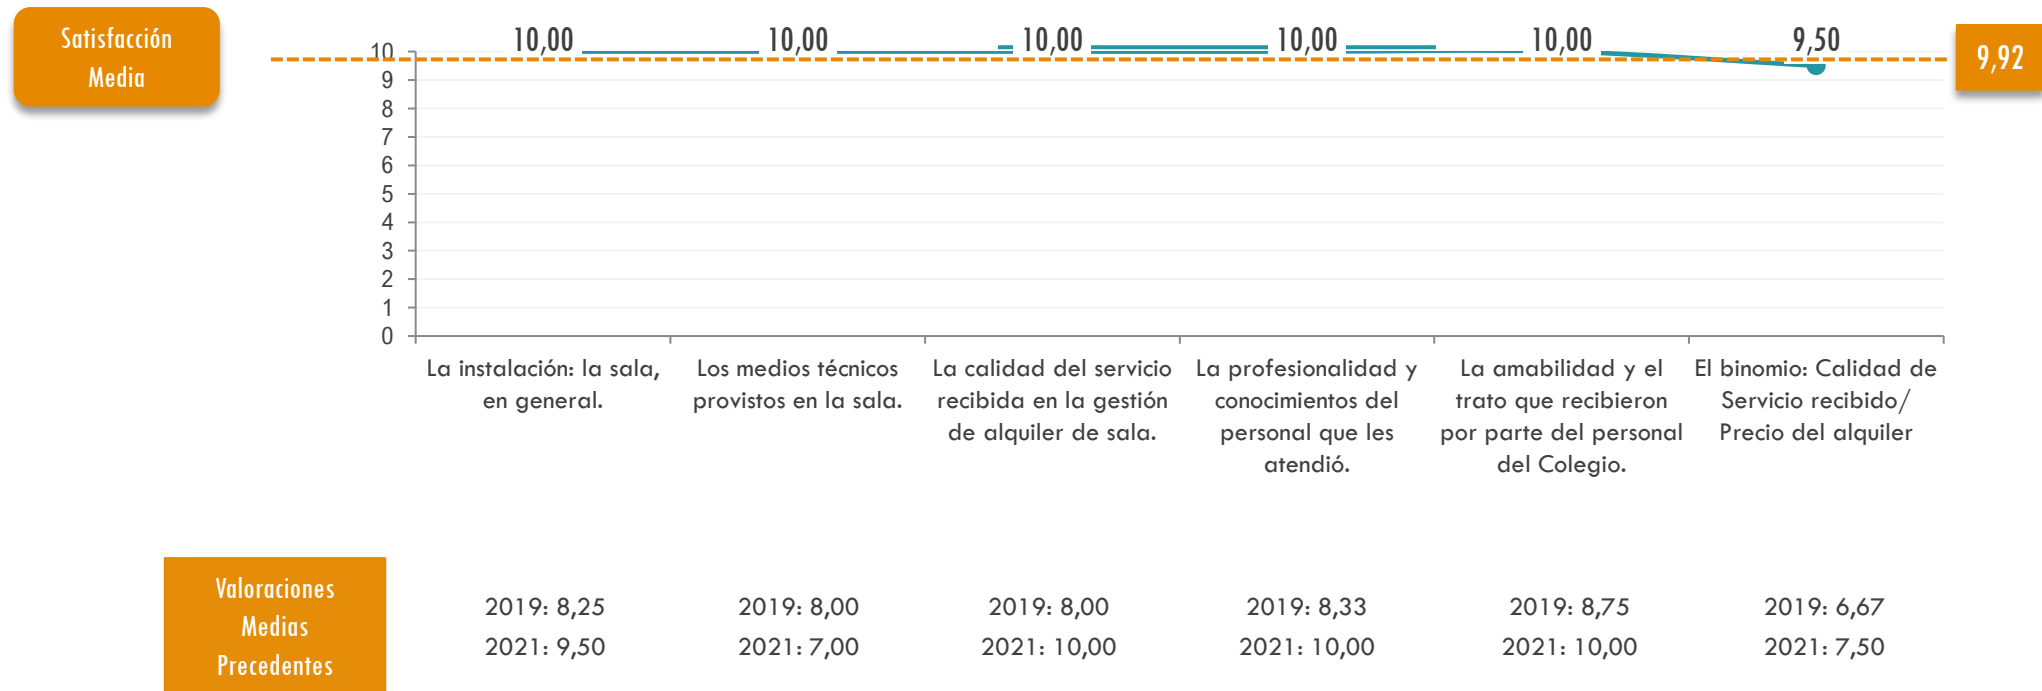 Satisfacción
Media
10,00 10,00 10,00 10,00 10,00 9,50
9,92
10
9
8
7
6
5
4
3
2
1
0
La instalación: la sala,
en general.
Los medios técnicos
provistos en la sala.
La calidad del servicio
recibida en la gestión
de alquiler de sala.
La profesionalidad y
conocimientos del
personal que les
atendió.
La amabilidad y el
trato que recibieron
por parte del personal
del Colegio.
El binomio: Calidad de
Servicio recibido/
Precio del alquiler
Valoraciones
Medias
Precedentes
2019: 8,25 2019: 8,00 2019: 8,00 2019: 8,33 2019: 8,75 2019: 6,67
2021: 9,50 2021: 7,00 2021: 10,00 2021: 10,00 2021: 10,00 2021: 7,50